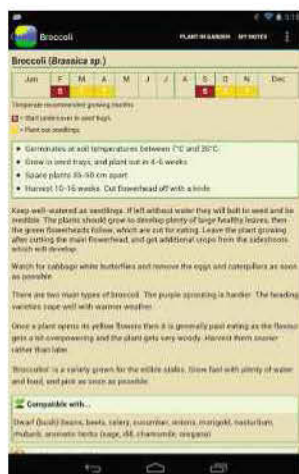 Broccoli PLANT IN GARDEN MY NOTES
Broccoli (Brassica sp.)
Jan F M A M J J A S O N Dec
Temperate recommended growing months
S = Start undercover in seed trays.
= Plant out seedlings.
Germinates at soil temperatures between 7°C and 35°C.
Grow in seed trays, and plant out in 4-6 weeks
Space plants 35-50 cm apart
Harvest 10-16 weeks. Cut flowerhead off with a knife
Keep well-watered as seedlings. If left without water they will bolt to seed and be
inedible. The plants should grow to develop plenty of large healthy leaves, then
the green flowerheads follow, which are cut for eating. Leave the plant growing
after cutting the main flowerhead, and get additional crops from the sideshoots
which will develop.
Watch for cabbage white butterflies and remove the eggs and caterpillars as soon
as possible.
There are two main types of broccoli. The purple sprouting is hardier. The heading
varieties cope well with warmer weather.
Once a plant opens its yellow flowers then it is generally past eating as the flavour
gets a bit overpowering and the plant gets very woody. Harvest them sooner
rather than later.
'Broccolini' is a variety grown for the edible stalks. Grow fast with plenty of water
and food, and pick as soon as possible.
Compatible with...
Dwarf (bush) beans, beets, celery, cucumber, onions, marigold, nasturtium,
rhubarb, aromatic herbs (sage, dill, chamomile, oregano)